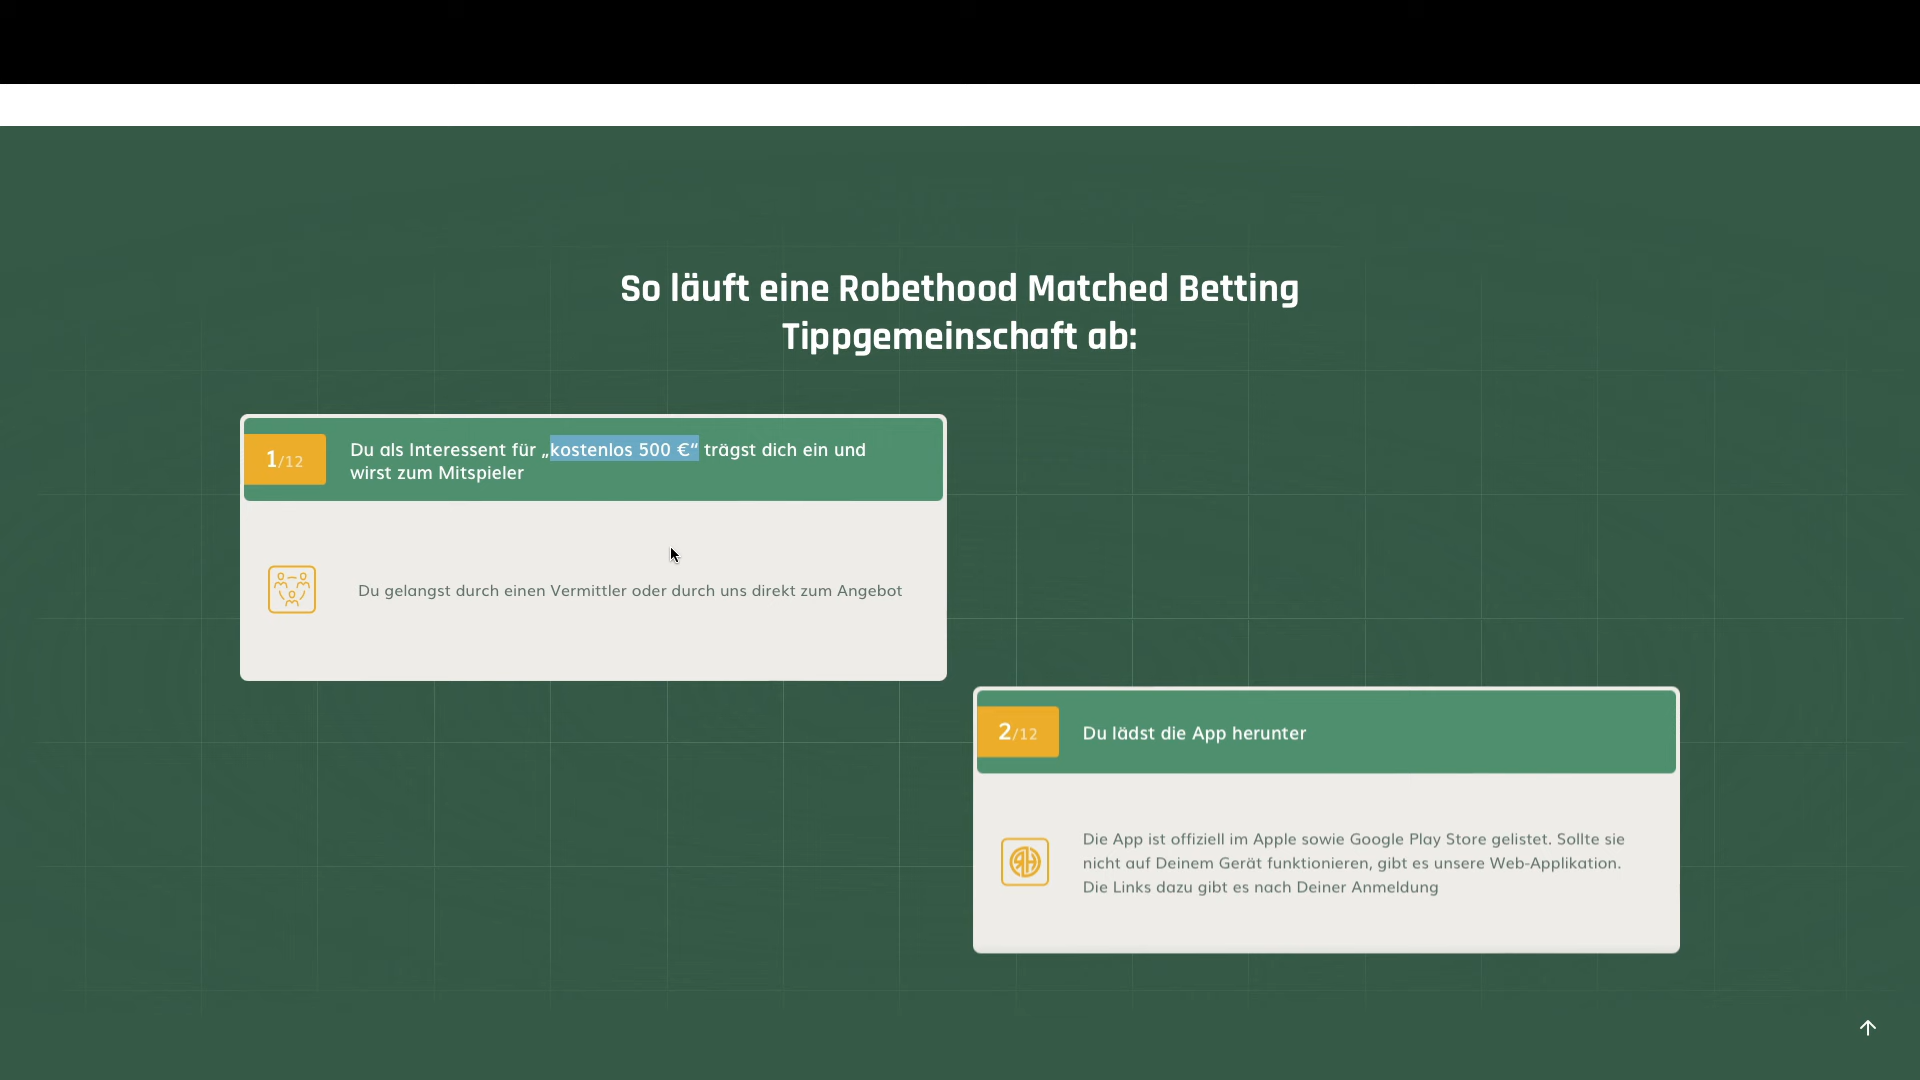 So läuft eine Robethood Matched Betting
Tippgemeinschaft ab:
1/12
Du als Interessent für „kostenlos 500 €“ trägst dich ein und
wirst zum Mitspieler
Du gelangst durch einen Vermittler oder durch uns direkt zum Angebot
2/12
Du lädst die App herunter
Die App ist offiziell im Apple sowie Google Play Store gelistet. Sollte sie
nicht auf Deinem Gerät funktionieren, gibt es unsere Web-Applikation.
Die Links dazu gibt es nach Deiner Anmeldung